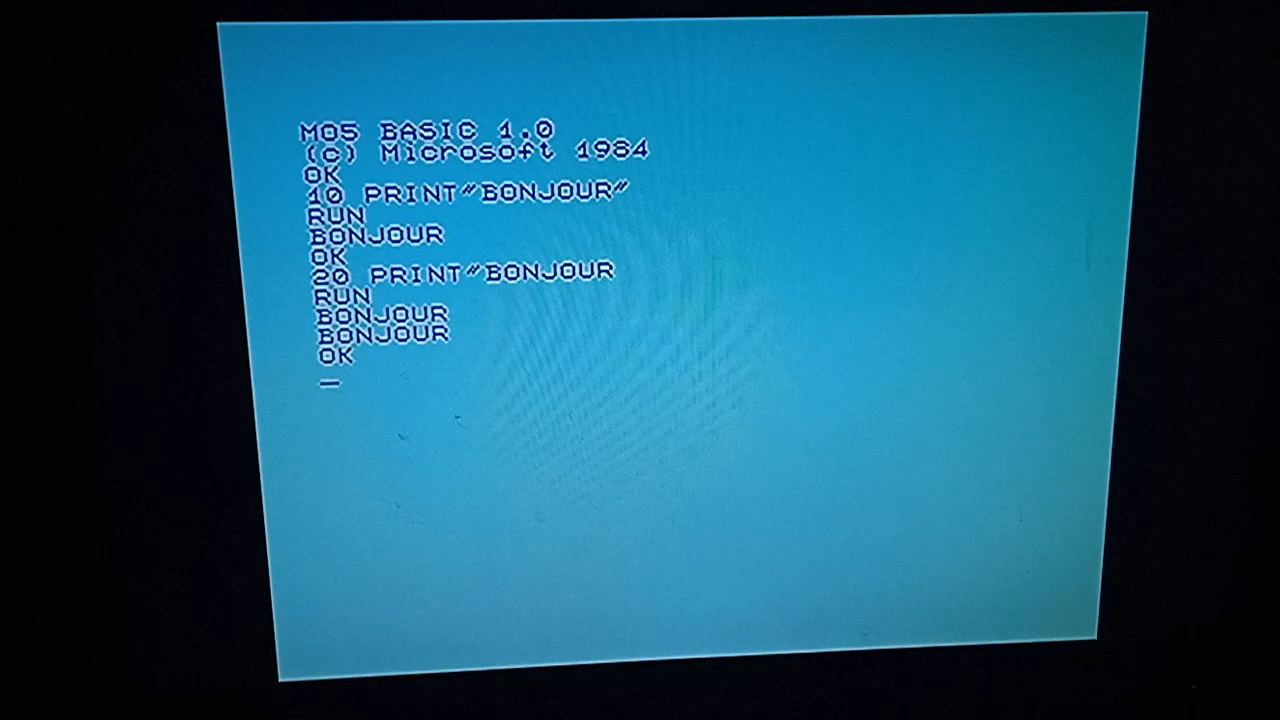 MO5 BASIC 1.0
(c) Microsoft 1984
OK
10 PRINT"BONJOUR"
RUN
BONJOUR
OK
20 PRINT"BONJOUR
RUN
BONJOUR
BONJOUR
OK